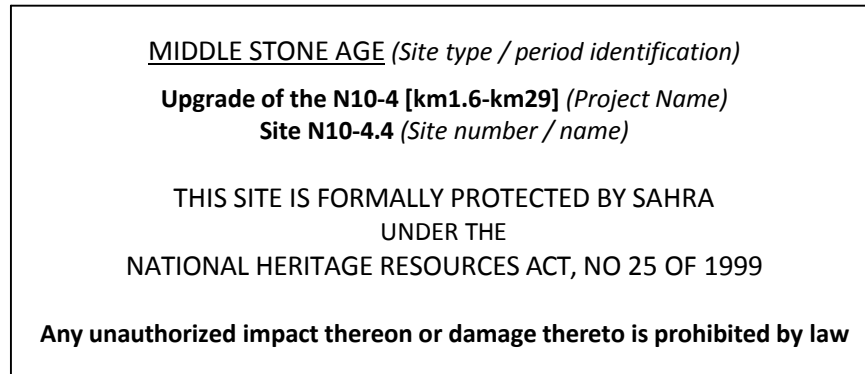 MIDDLE STONE AGE (Site type / period identification)
Upgrade of the N10-4 [km1.6-km29] (Project Name)
Site N10-4.4 (Site number / name)
THIS SITE IS FORMALLY PROTECTED BY SAHRA
UNDER THE
NATIONAL HERITAGE RESOURCES ACT, NO 25 OF 1999
Any unauthorized impact thereon or damage thereto is prohibited by law